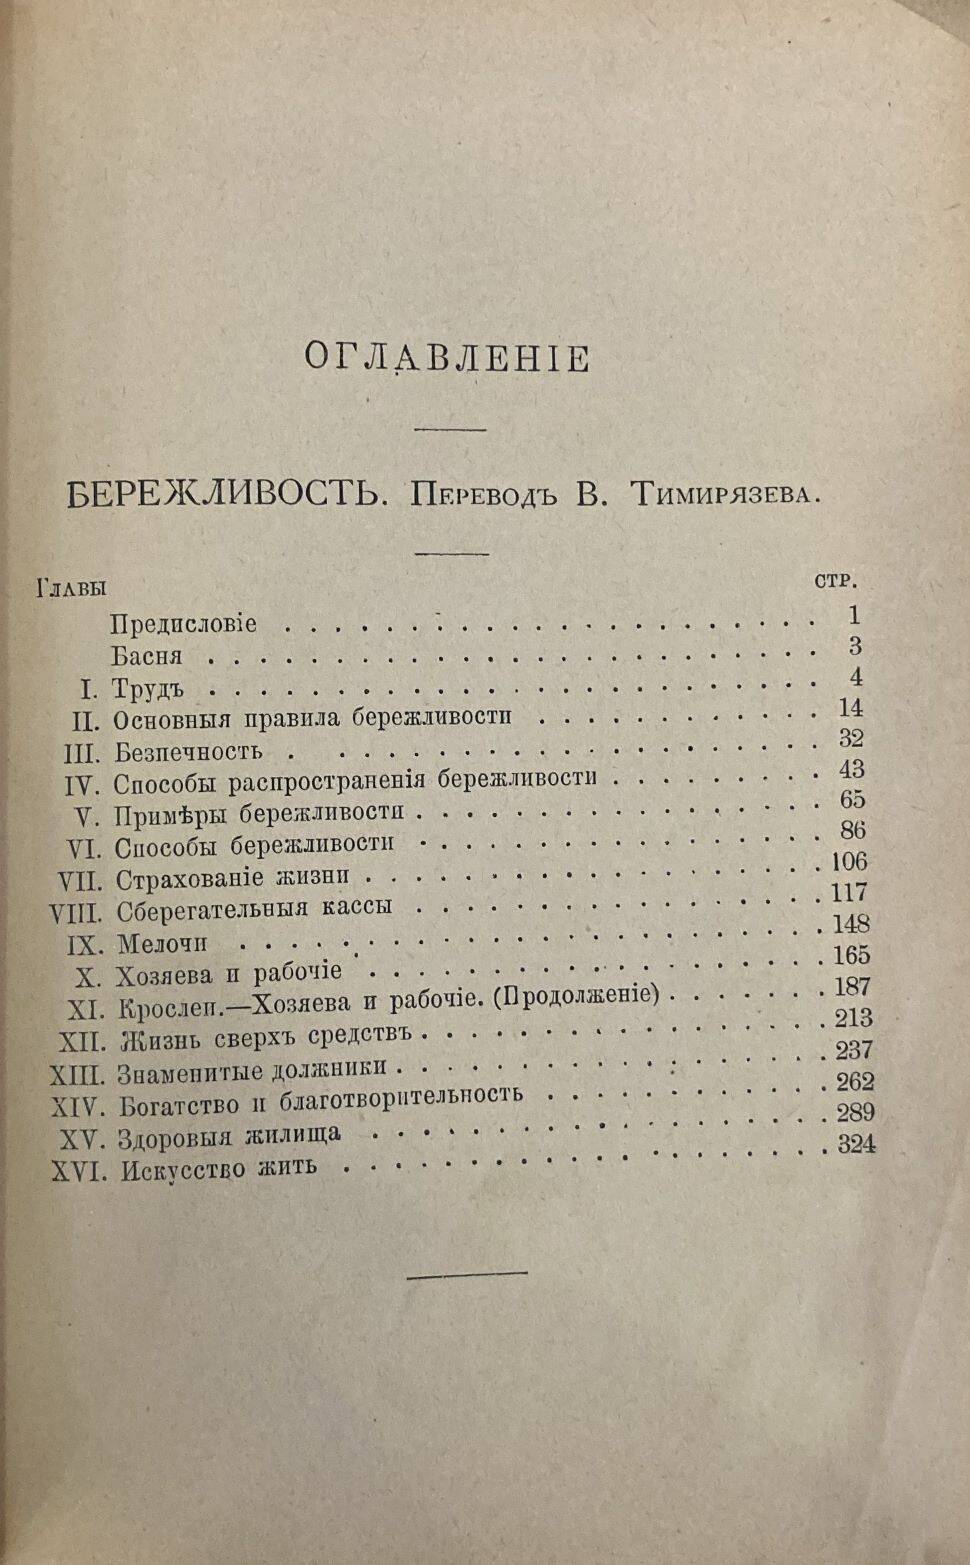 ОГЛАВЛЕНІЕ
БЕРЕЖЛИВОСТЬ. Переводъ В. Тимирязева.
Главы стр.
Предисловіе . . . . . . . . . . . . . . . . . . . . . . 1
Басня . . . . . . . . . . . . . . . . . . . . . . . . . 3
I. Трудъ . . . . . . . . . . . . . . . . . . . . . . . . 4
II. Основныя правила бережливости . . . . . . . . . . . . 14
III. Безпечность . . . . . . . . . . . . . . . . . . . . . 32
IV. Способы распространенія бережливости . . . . . . . . . 43
V. Примѣры бережливости . . . . . . . . . . . . . . . . . 65
VI. Способы бережливости . . . . . . . . . . . . . . . . . 86
VII. Страхованіе жизни . . . . . . . . . . . . . . . . . . 106
VIII. Сберегательныя кассы . . . . . . . . . . . . . . . . . 117
IX. Мелочи . . . . . . . . . . . . . . . . . . . . . . . 148
X. Хозяева и рабочіе . . . . . . . . . . . . . . . . . . 165
XI. Крослеи.—Хозяева и рабочіе. (Продолженіе) . . . . . . . 187
XII. Жизнь сверхъ средствъ . . . . . . . . . . . . . . . . 213
XIII. Знаменитые должники . . . . . . . . . . . . . . . . . 237
XIV. Богатство и благотворительность . . . . . . . . . . . . 262
XV. Здоровыя жилища . . . . . . . . . . . . . . . . . . 289
XVI. Искусство жить . . . . . . . . . . . . . . . . . . . 324